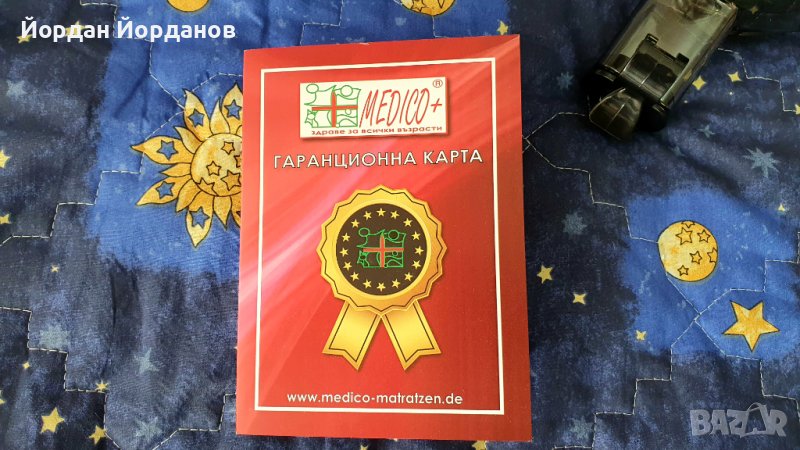 Йордан Йорданов
MEDICO+®
здраве за всички възрасти
ГАРАНЦИОННА КАРТА
www.medico-matratzen.de
BAZAR